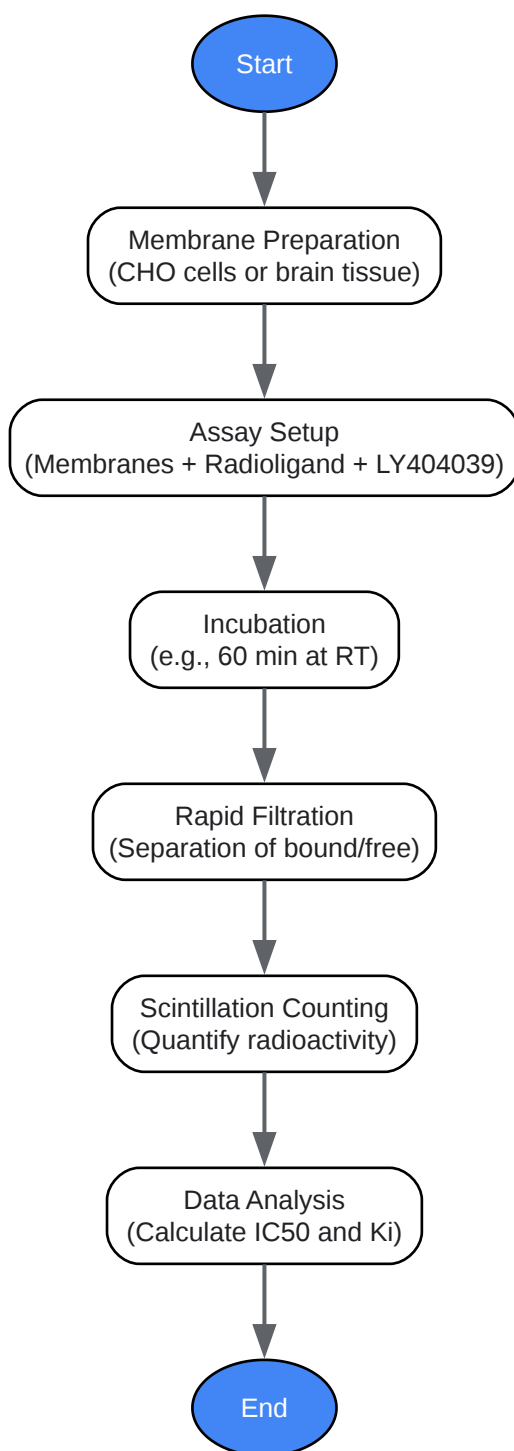 Start
Membrane Preparation
(CHO cells or brain tissue)
Assay Setup
(Membranes + Radioligand + LY404039)
Incubation
(e.g., 60 min at RT)
Rapid Filtration
(Separation of bound/free)
Scintillation Counting
(Quantify radioactivity)
Data Analysis
(Calculate IC50 and Ki)
End